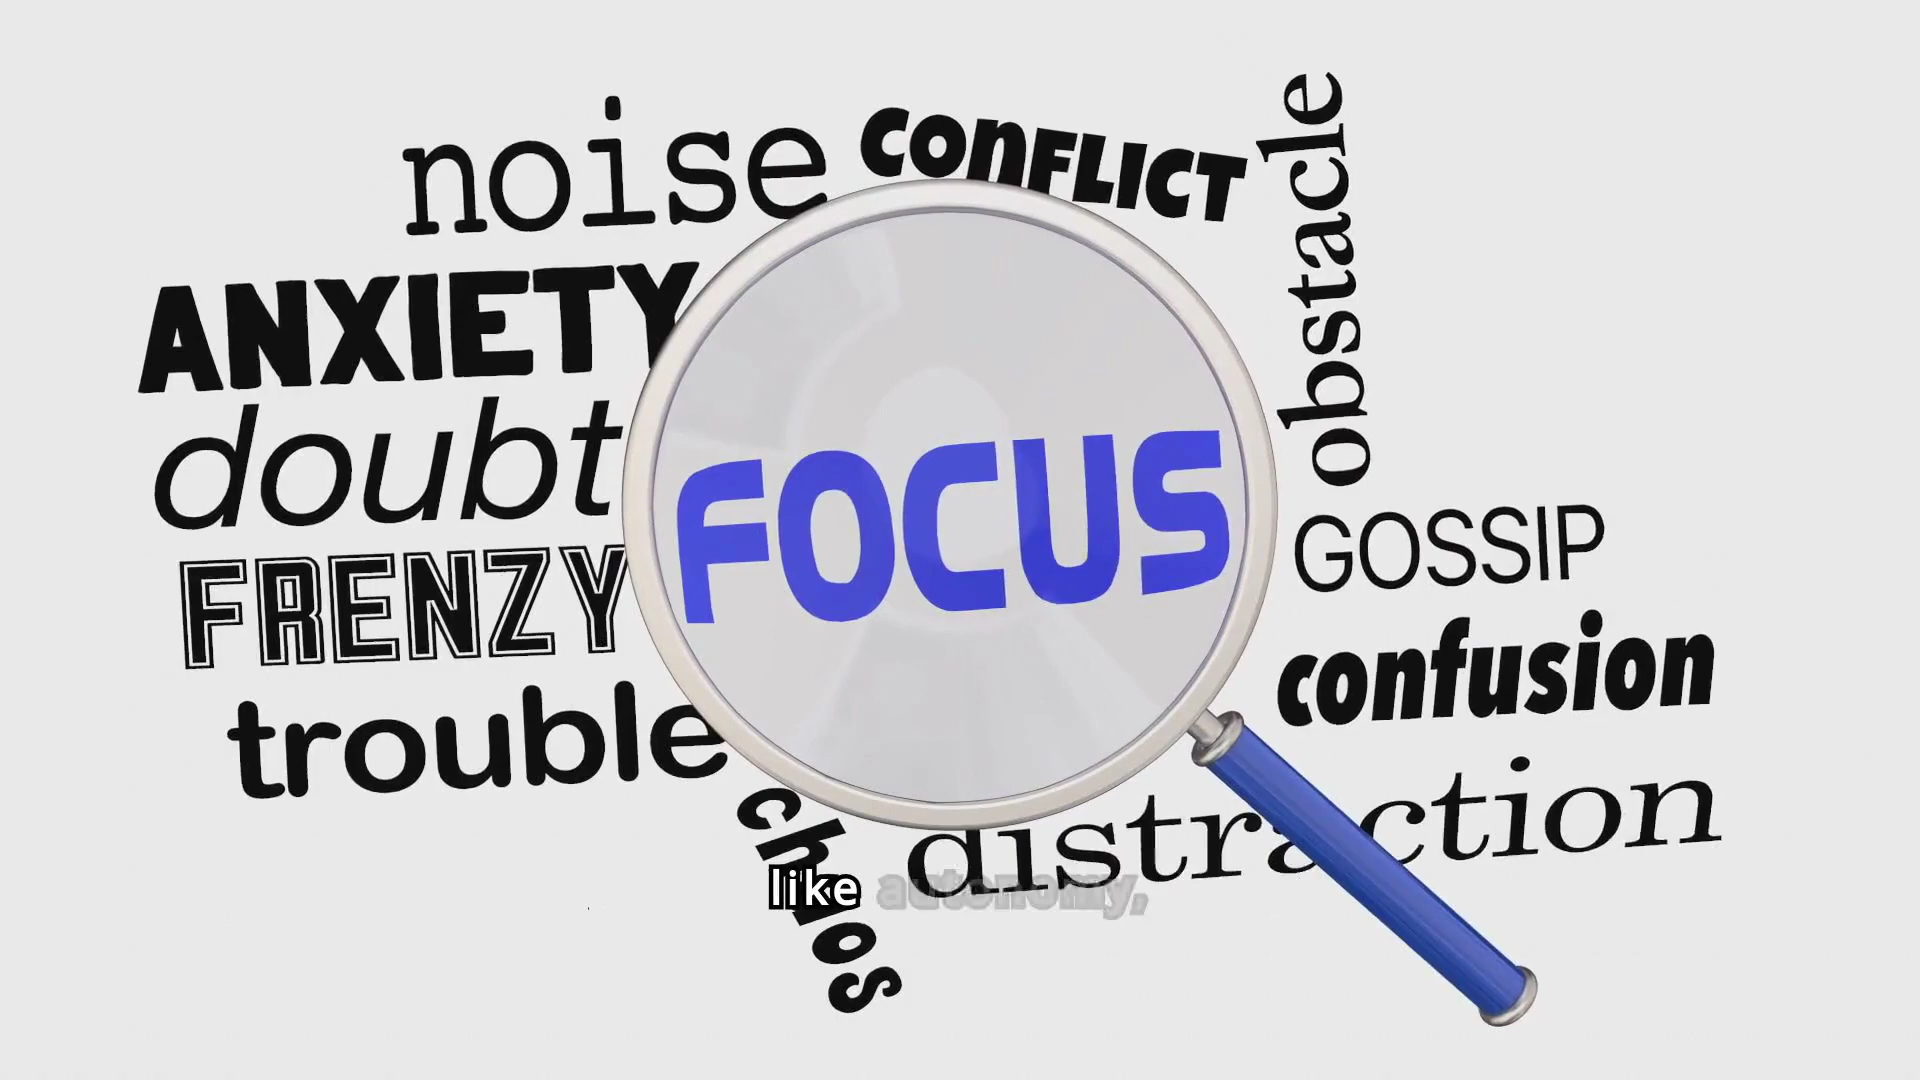 noise
conFLICT
obstacle
ANXIETY
doubt
FOCUS
GOSSIP
FRENZY
confusion
trouble
distraction
chaos
like autonomy,